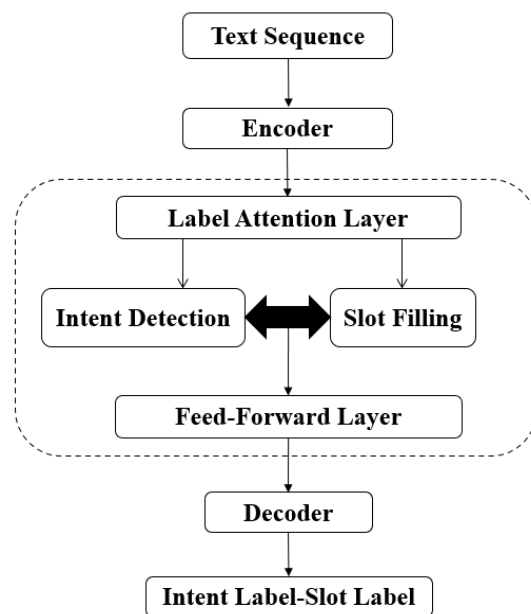 Text Sequence
Encoder
Label Attention Layer
Intent Detection
Slot Filling
Feed-Forward Layer
Decoder
Intent Label-Slot Label